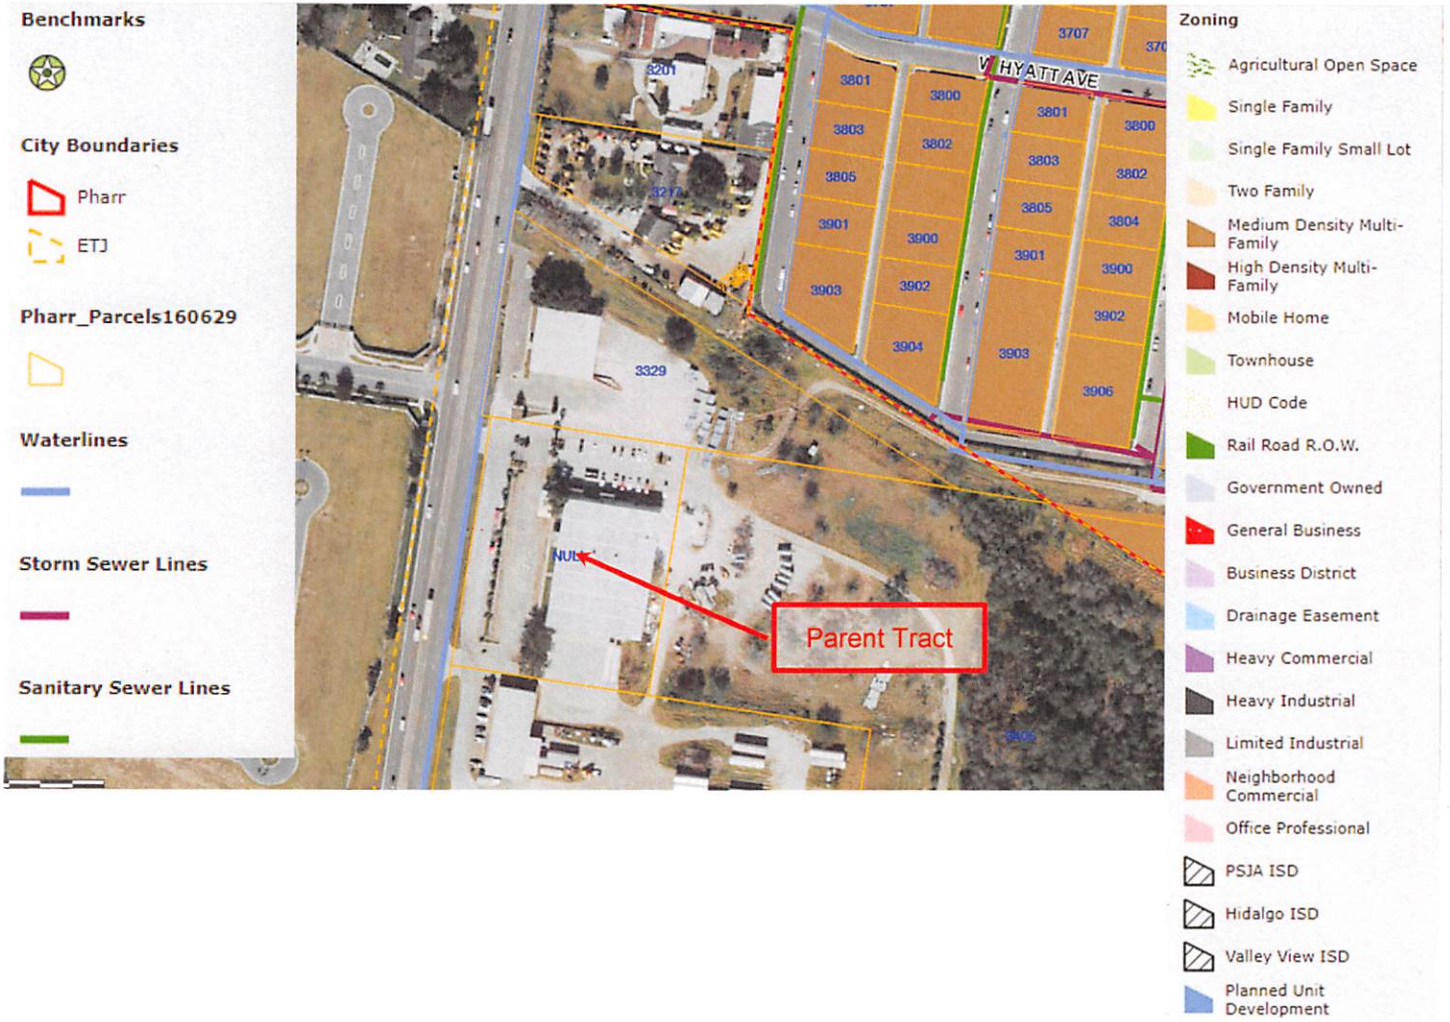 Benchmarks
City Boundaries
Pharr
ETJ
Pharr_Parcels160629
Waterlines
Storm Sewer Lines
Sanitary Sewer Lines
3707
W HYATT AVE
3201
3217
3801
3803
3805
3901
3903
3800
3802
3900
3902
3904
3801
3803
3805
3901
3903
3800
3802
3804
3900
3902
3906
3329
Parent Tract
Zoning
Agricultural Open Space
Single Family
Single Family Small Lot
Two Family
Medium Density Multi-
Family
High Density Multi-
Family
Mobile Home
Townhouse
HUD Code
Rail Road R.O.W.
Government Owned
General Business
Business District
Drainage Easement
Heavy Commercial
Heavy Industrial
Limited Industrial
Neighborhood
Commercial
Office Professional
PSJA ISD
Hidalgo ISD
Valley View ISD
Planned Unit
Development